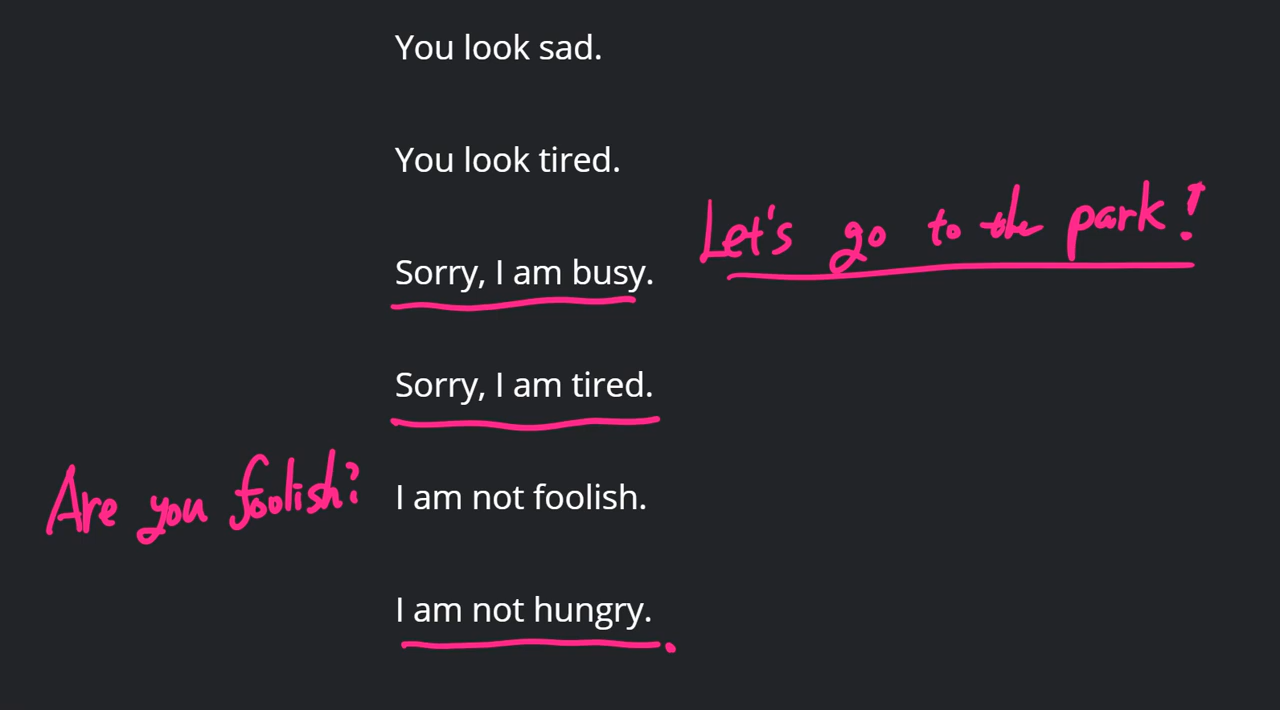 You look sad.
You look tired.
Let's go to the park!
Sorry, I am busy.
Sorry, I am tired.
Are you foolish?
I am not foolish.
I am not hungry.